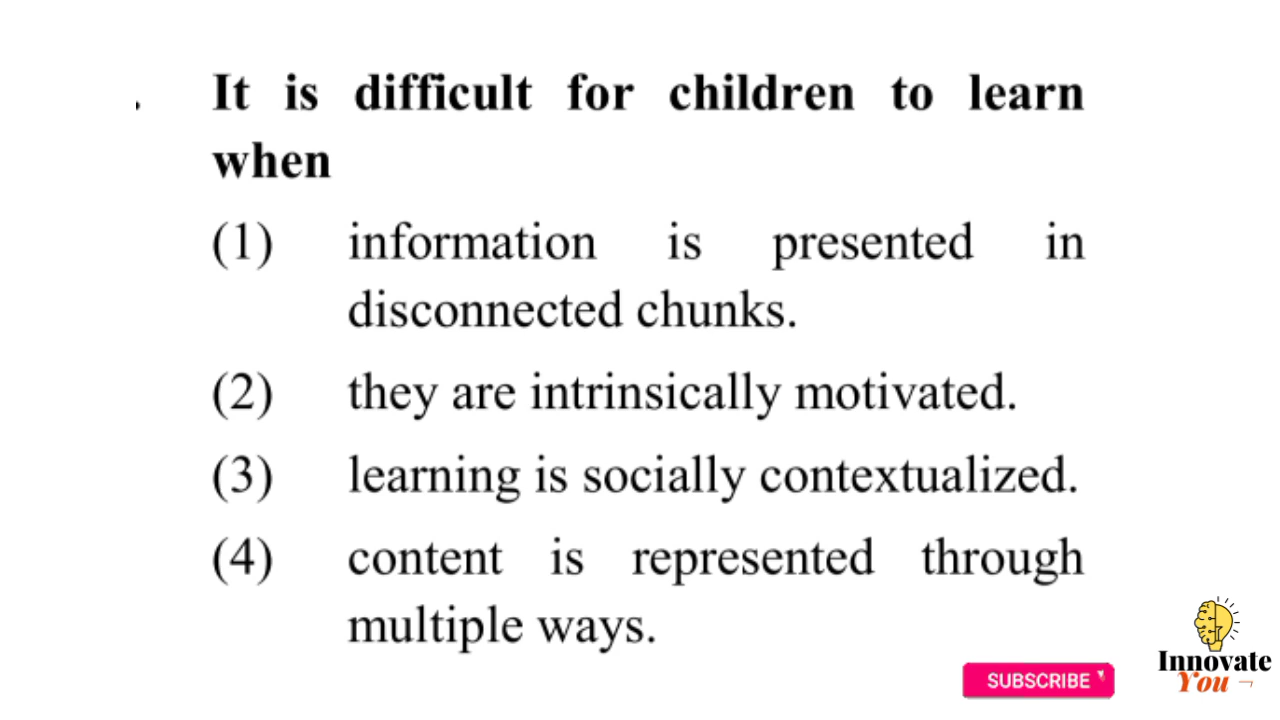 It is difficult for children to learn
when
(1) information is presented in
disconnected chunks.
(2) they are intrinsically motivated.
(3) learning is socially contextualized.
(4) content is represented through
multiple ways.
SUBSCRIBE
Innovate
You